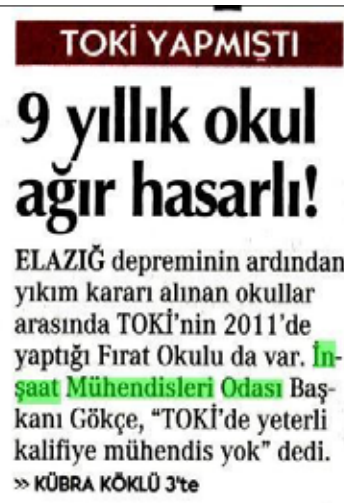 TOKİ YAPMIŞTI
9 yıllık okul
ağır hasarlı!
ELAZIĞ depreminin ardından
yıkım kararı alınan okullar
arasında TOKİ'nin 2011'de
yaptığı Fırat Okulu da var. İn-
şaat Mühendisleri Odası Baş-
kanı Gökçe, “TOKİ'de yeterli
kalifiye mühendis yok” dedi.
» KÜBRA KÖKLÜ 3'te